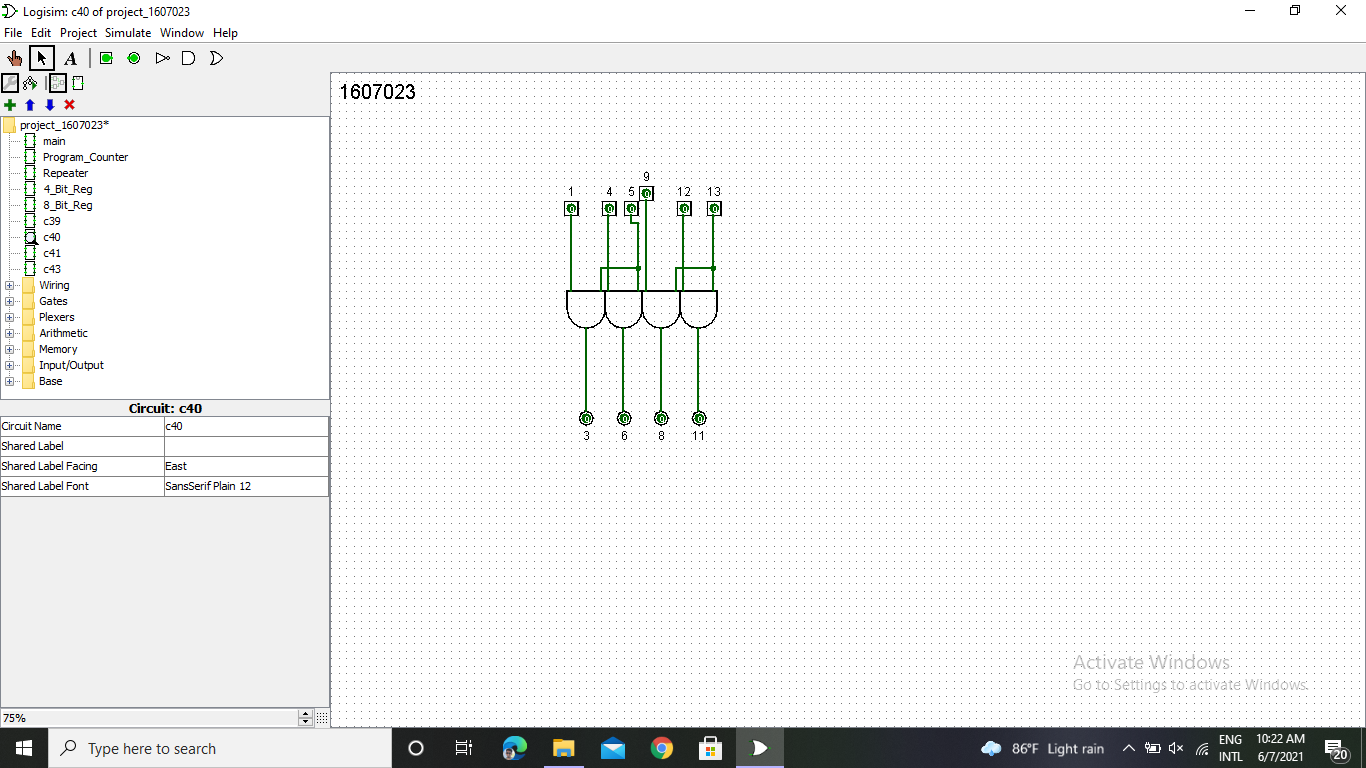 Logisim: c40 of project_1607023
File Edit Project Simulate Window Help
A
project_1607023*
main
Program_Counter
Repeater
4_Bit_Reg
8_Bit_Reg
c39
c40
c41
c43
Wiring
Gates
Plexers
Arithmetic
Memory
Input/Output
Base
Circuit: c40
Circuit Name c40
Shared Label
Shared Label Facing East
Shared Label Font SansSerif Plain 12
75%
1607023
9
1 4 5 12 13
0
0 0 0 0 0
0 0 0 0
3 6 8 11
Activate Windows
Go to Settings to activate Windows.
Type here to search
86°F Light rain
ENG
INTL
10:22 AM
6/7/2021
20